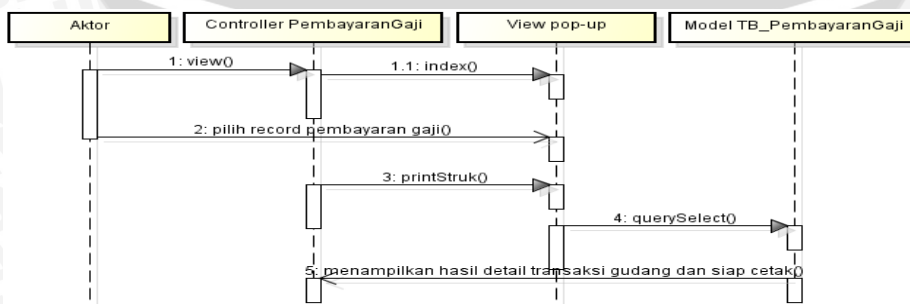 Aktor
Controller PembayaranGaji
View pop-up
Model TB_PembayaranGaji
1: view()
1.1: index()
2: pilih record pembayaran gaji()
3: printStruk()
4: querySelect()
5: menampilkan hasil detail transaksi gudang dan siap cetak()